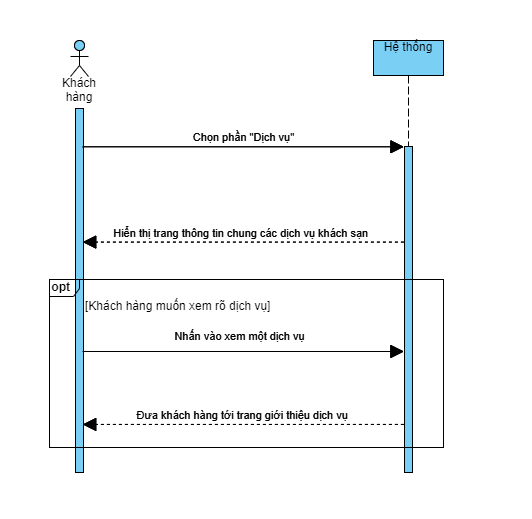 Hệ thống
Khách
hàng
Chọn phần "Dịch vụ"
Hiển thị trang thông tin chung các dịch vụ khách sạn
opt
[Khách hàng muốn xem rõ dịch vụ]
Nhấn vào xem một dịch vụ
Đưa khách hàng tới trang giới thiệu dịch vụ